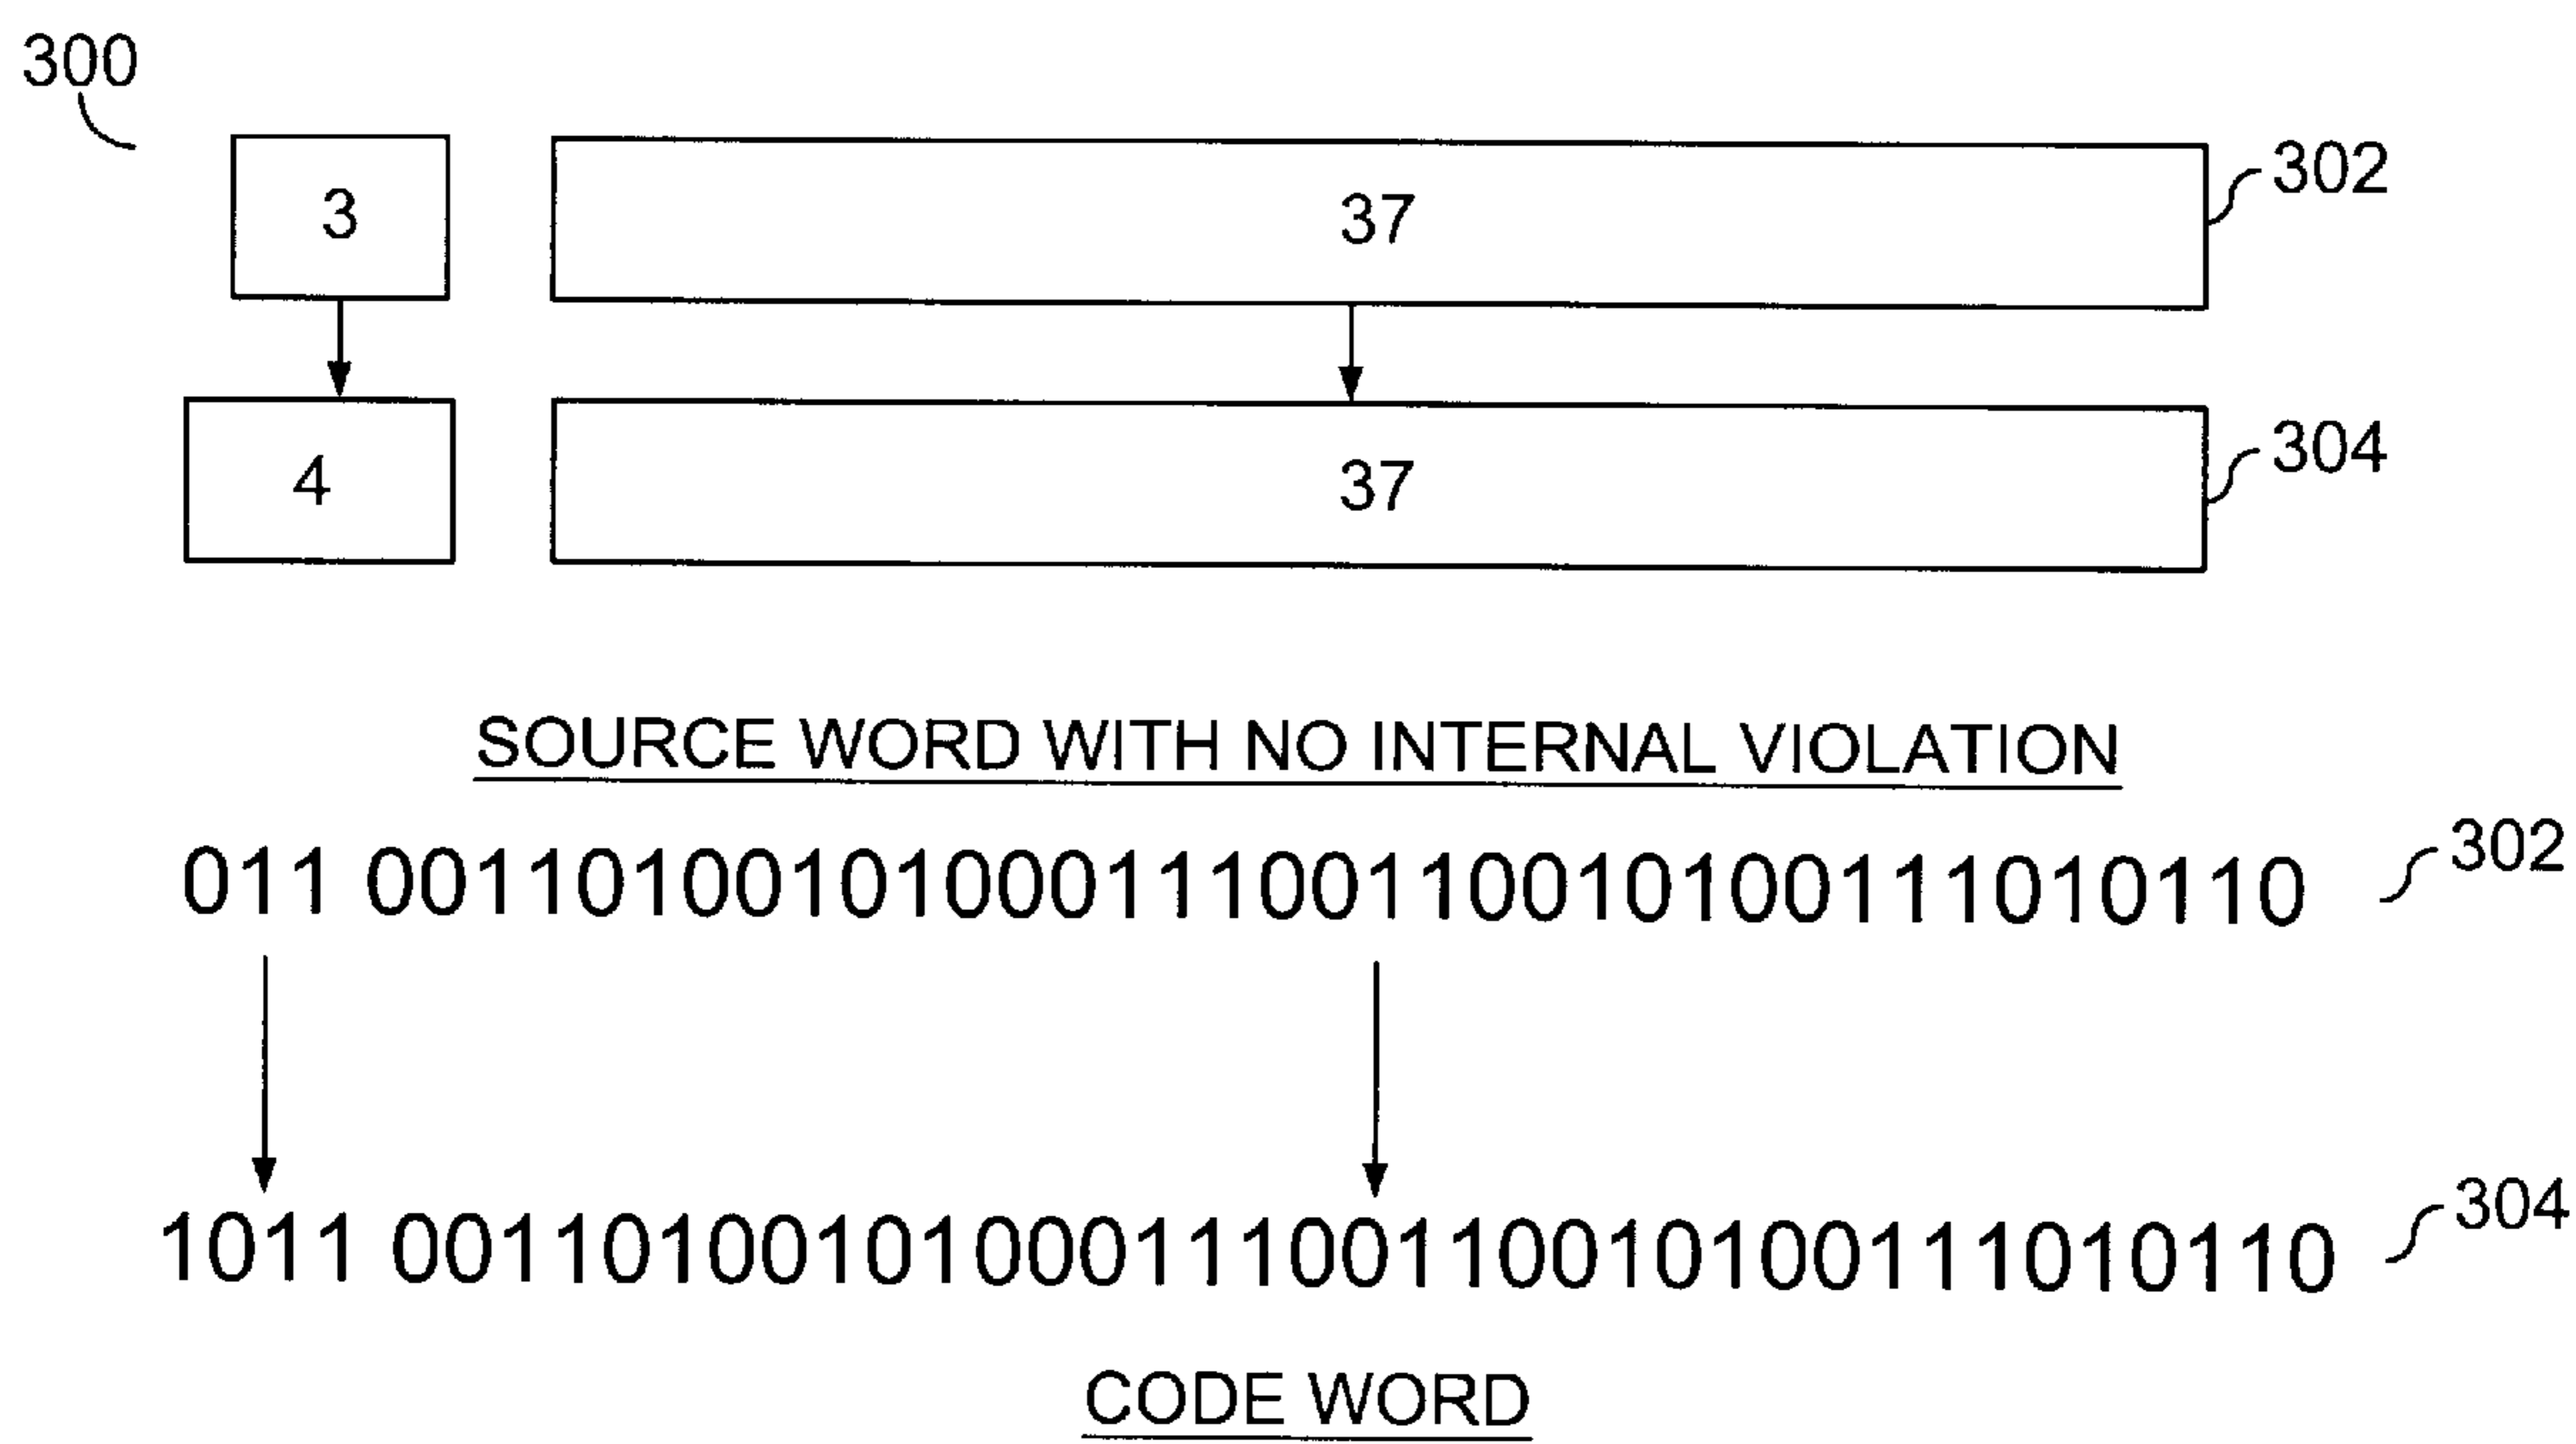 300
3 37 302
4 37 304
SOURCE WORD WITH NO INTERNAL VIOLATION
011 0011010010100011100110010100111010110 302
1011 0011010010100011100110010100111010110 304
CODE WORD